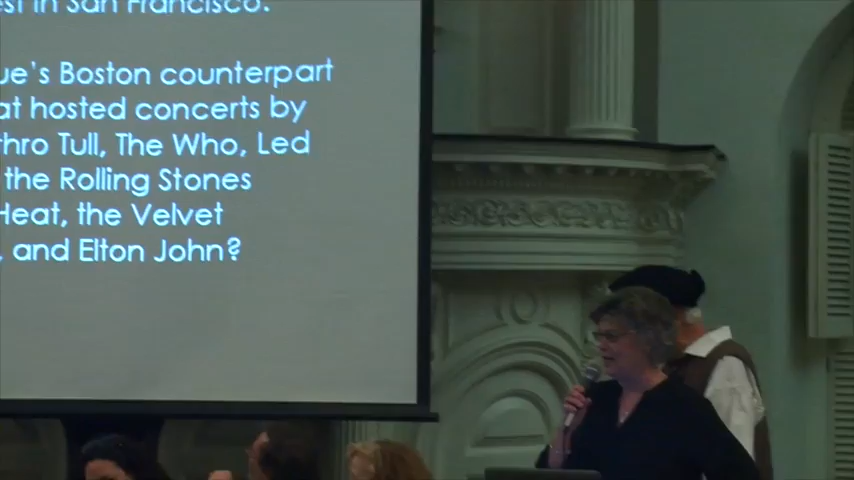 est in San Francisco.
ue's Boston counterpart
at hosted concerts by
thro Tull, The Who, Led
the Rolling Stones
Heat, the Velvet
, and Elton John?